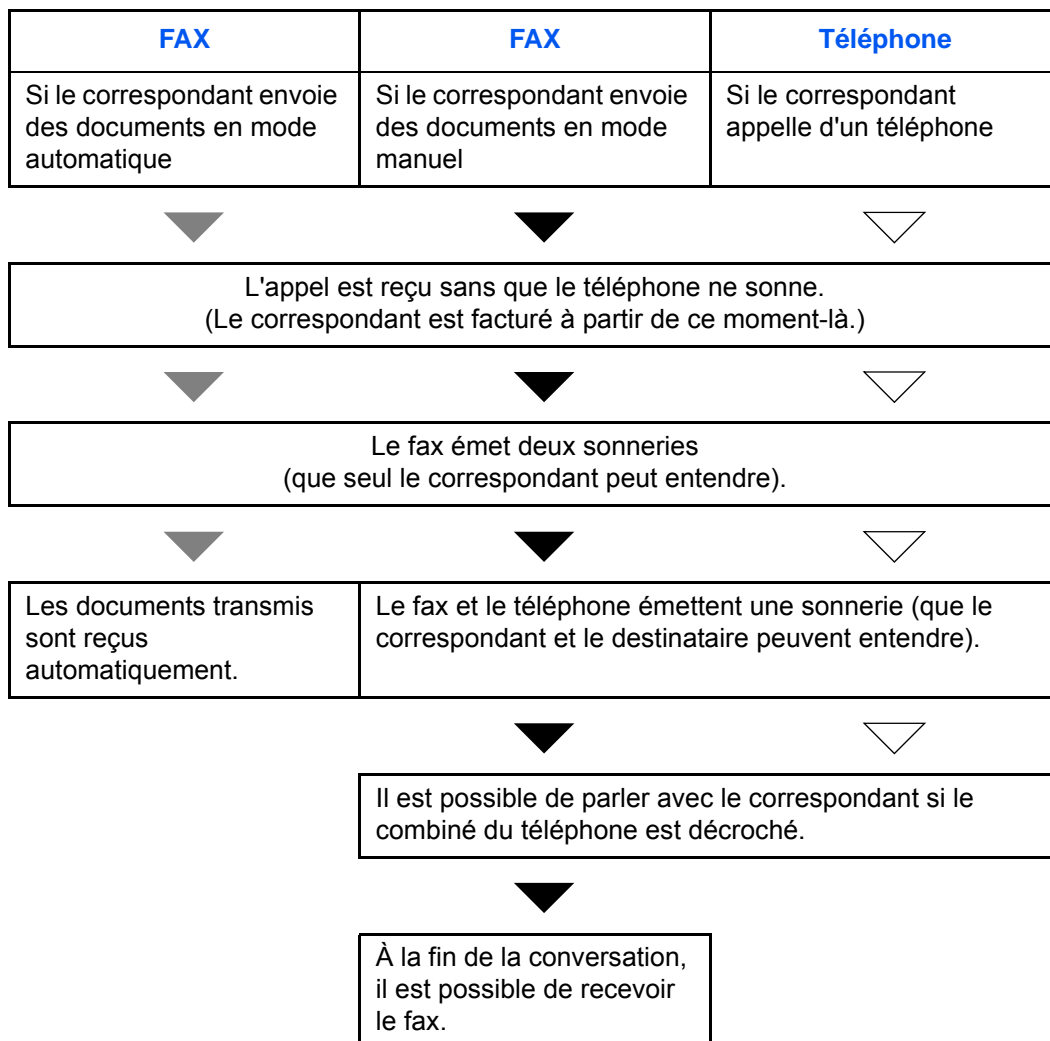 FAX
FAX
Téléphone
Si le correspondant envoie
des documents en mode
automatique
Si le correspondant envoie
des documents en mode
manuel
Si le correspondant
appelle d'un téléphone
L'appel est reçu sans que le téléphone ne sonne.
(Le correspondant est facturé à partir de ce moment-là.)
Le fax émet deux sonneries
(que seul le correspondant peut entendre).
Les documents transmis
sont reçus
automatiquement.
Le fax et le téléphone émettent une sonnerie (que le
correspondant et le destinataire peuvent entendre).
Il est possible de parler avec le correspondant si le
combiné du téléphone est décroché.
À la fin de la conversation,
il est possible de recevoir
le fax.